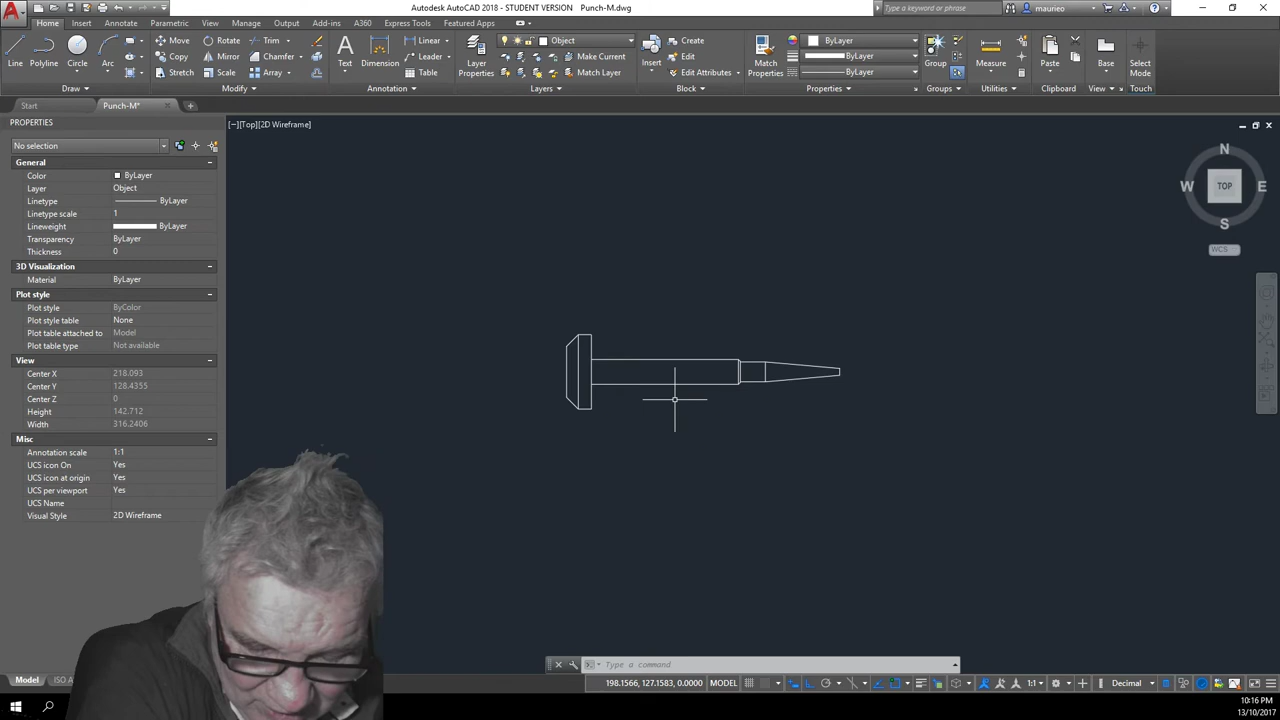 Autodesk AutoCAD 2018 - STUDENT VERSION Punch-M.dwg
Type a keyword or phrase
maurieo
Home Insert Annotate Parametric View Manage Output Add-ins A360 Express Tools Featured Apps
Line Polyline Circle Arc
Move Rotate Trim
Copy Mirror Chamfer
Stretch Scale Array
Text Dimension
Linear
Leader
Table
Layer Properties
Object
Make Current
Match Layer
Insert
Create
Edit
Edit Attributes
Match Properties
ByLayer
ByLayer
ByLayer
Group
Measure
Paste
Base
Select Mode
Draw Modify Annotation Layers Block Properties Groups Utilities Clipboard View Touch
Start Punch-M*
PROPERTIES
[−][Top][2D Wireframe]
No selection
General
Color ByLayer
Layer Object
Linetype ByLayer
Linetype scale 1
Lineweight ByLayer
Transparency ByLayer
Thickness 0
3D Visualization
Material ByLayer
Plot style
Plot style ByColor
Plot style table None
Plot table attached to Model
Plot table type Not available
View
Center X 218.093
Center Y 128.4355
Center Z 0
Height 142.712
Width 316.2406
Misc
Annotation scale 1:1
UCS icon On Yes
UCS icon at origin Yes
UCS per viewport Yes
UCS Name
Visual Style 2D Wireframe
N
W TOP E
S
WCS
Type a command
Model ISO A
198.1566, 127.1583, 0.0000 MODEL 1:1 Decimal
10:16 PM
13/10/2017